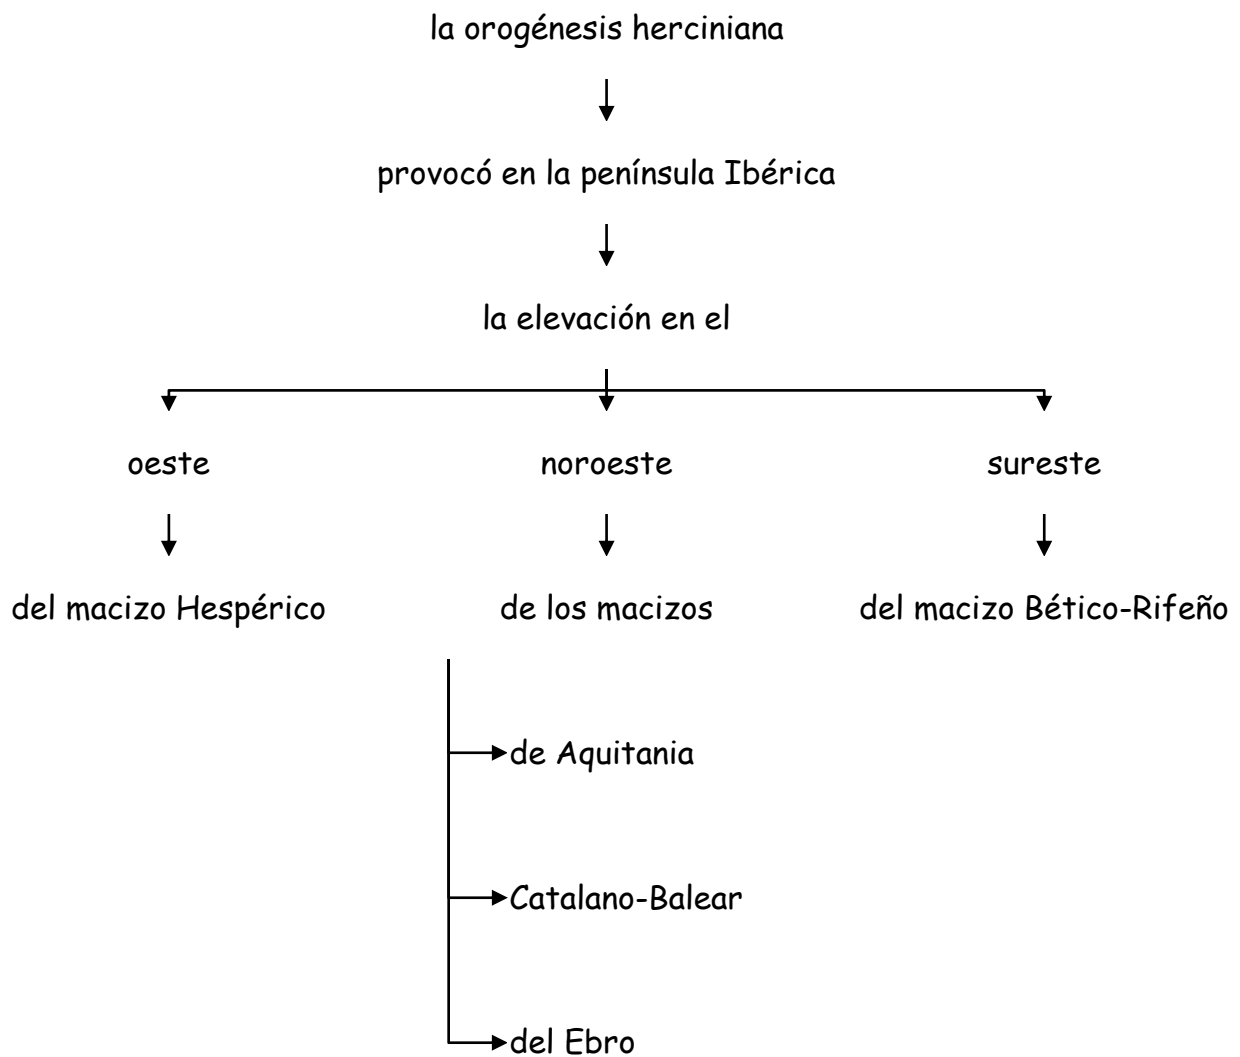 la orogénesis herciniana
provocó en la península Ibérica
la elevación en el
oeste
noroeste
sureste
del macizo Hespérico
de los macizos
del macizo Bético-Rifeño
de Aquitania
Catalano-Balear
del Ebro